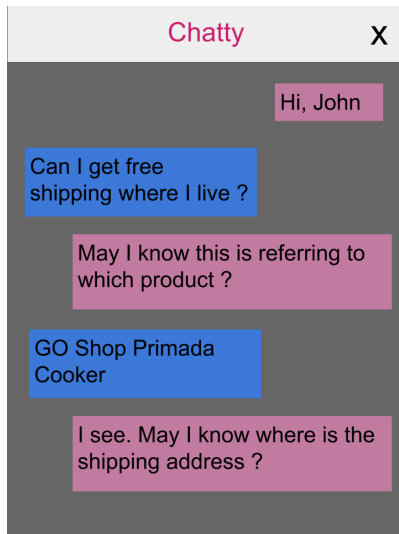 Chatty
X
Hi, John
Can I get free
shipping where I live ?
May I know this is referring to
which product ?
GO Shop Primada
Cooker
I see. May I know where is the
shipping address ?